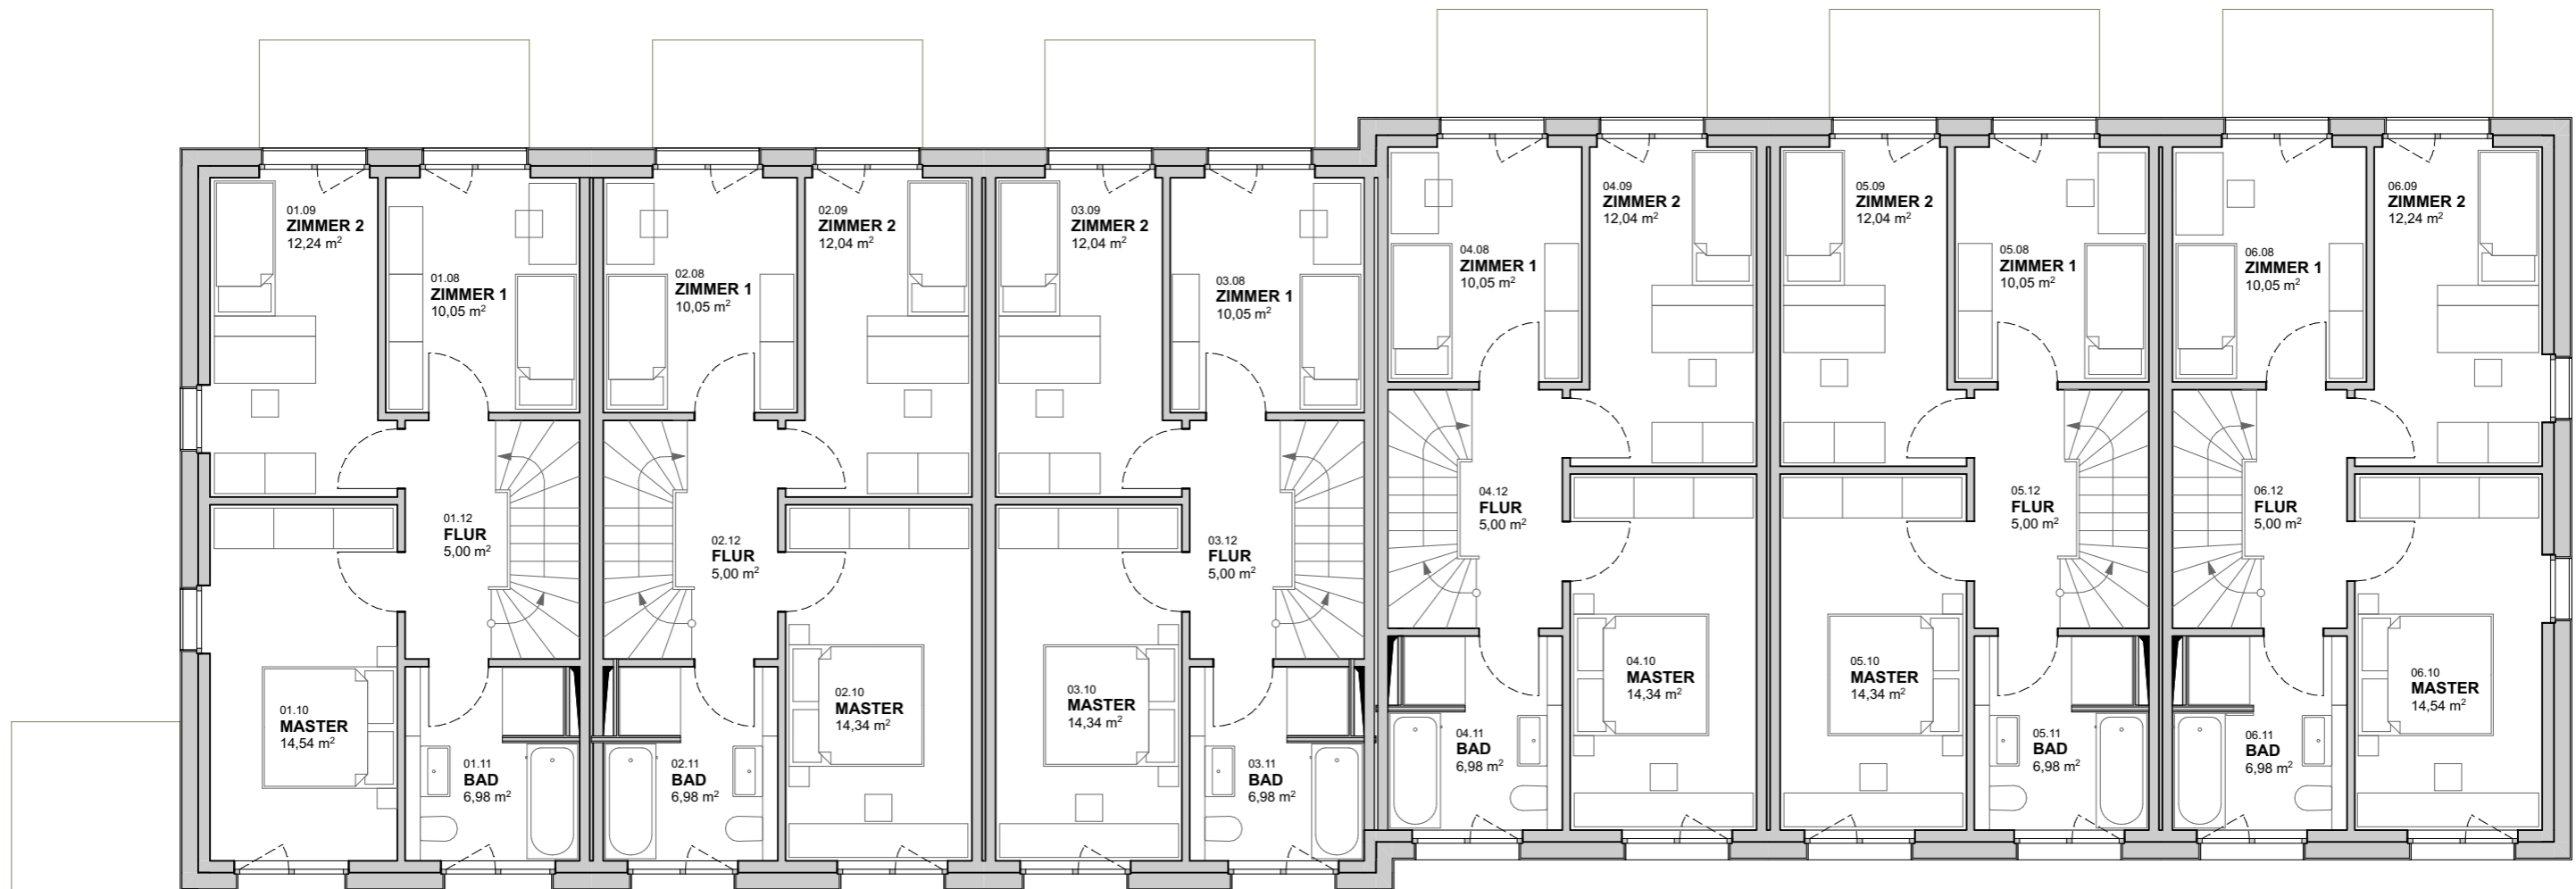 01.09
ZIMMER 2
12,24 m²
01.08
ZIMMER 1
10,05 m²
01.12
FLUR
5,00 m²
01.10
MASTER
14,54 m²
01.11
BAD
6,98 m²
02.08
ZIMMER 1
10,05 m²
02.09
ZIMMER 2
12,04 m²
02.12
FLUR
5,00 m²
02.11
BAD
6,98 m²
02.10
MASTER
14,34 m²
03.09
ZIMMER 2
12,04 m²
03.08
ZIMMER 1
10,05 m²
03.12
FLUR
5,00 m²
03.10
MASTER
14,34 m²
03.11
BAD
6,98 m²
04.08
ZIMMER 1
10,05 m²
04.09
ZIMMER 2
12,04 m²
04.12
FLUR
5,00 m²
04.11
BAD
6,98 m²
04.10
MASTER
14,34 m²
05.09
ZIMMER 2
12,04 m²
05.08
ZIMMER 1
10,05 m²
05.12
FLUR
5,00 m²
05.10
MASTER
14,34 m²
05.11
BAD
6,98 m²
06.08
ZIMMER 1
10,05 m²
06.09
ZIMMER 2
12,24 m²
06.12
FLUR
5,00 m²
06.11
BAD
6,98 m²
06.10
MASTER
14,54 m²